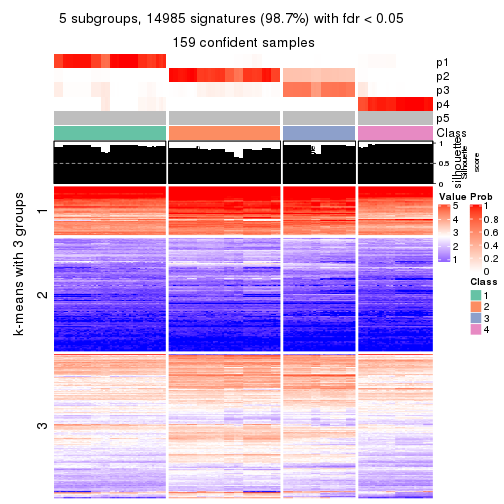 5 subgroups, 14985 signatures (98.7%) with fdr < 0.05
159 confident samples
p1
p2
p3
p4
p5
Class
1
0.5
0
silhouette
Silhouette
score
k-means with 3 groups
1
2
3
Value
5
4
3
2
1
Prob
1
0.8
0.6
0.4
0.2
0
Class
1
2
3
4